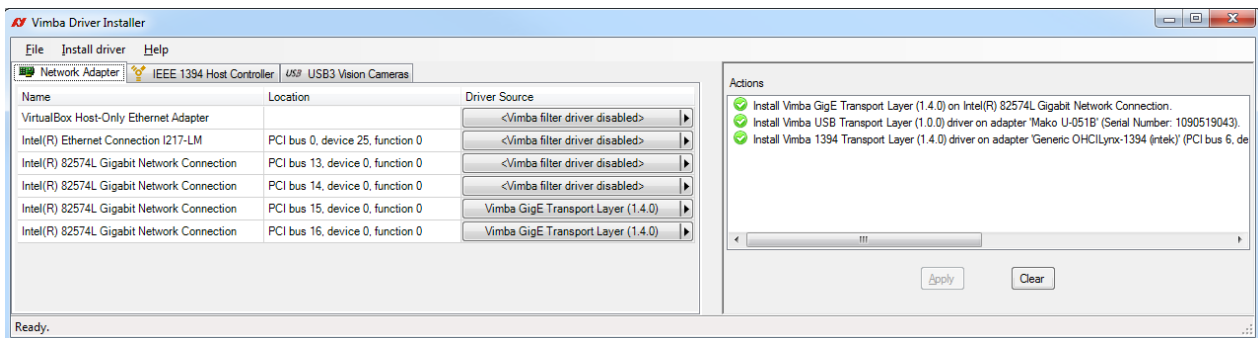 Vimba Driver Installer
File Install driver Help
Network Adapter IEEE 1394 Host Controller USB USB3 Vision Cameras
Name Location Driver Source
VirtualBox Host-Only Ethernet Adapter <Vimba filter driver disabled>
Intel(R) Ethernet Connection I217-LM PCI bus 0, device 25, function 0 <Vimba filter driver disabled>
Intel(R) 82574L Gigabit Network Connection PCI bus 13, device 0, function 0 <Vimba filter driver disabled>
Intel(R) 82574L Gigabit Network Connection PCI bus 14, device 0, function 0 <Vimba filter driver disabled>
Intel(R) 82574L Gigabit Network Connection PCI bus 15, device 0, function 0 Vimba GigE Transport Layer (1.4.0)
Intel(R) 82574L Gigabit Network Connection PCI bus 16, device 0, function 0 Vimba GigE Transport Layer (1.4.0)
Actions
Install Vimba GigE Transport Layer (1.4.0) on Intel(R) 82574L Gigabit Network Connection.
Install Vimba USB Transport Layer (1.0.0) driver on adapter 'Mako U-051B' (Serial Number: 1090519043).
Install Vimba 1394 Transport Layer (1.4.0) driver on adapter 'Generic OHCILynx-1394 (intek)' (PCI bus 6, de
Apply Clear
Ready.